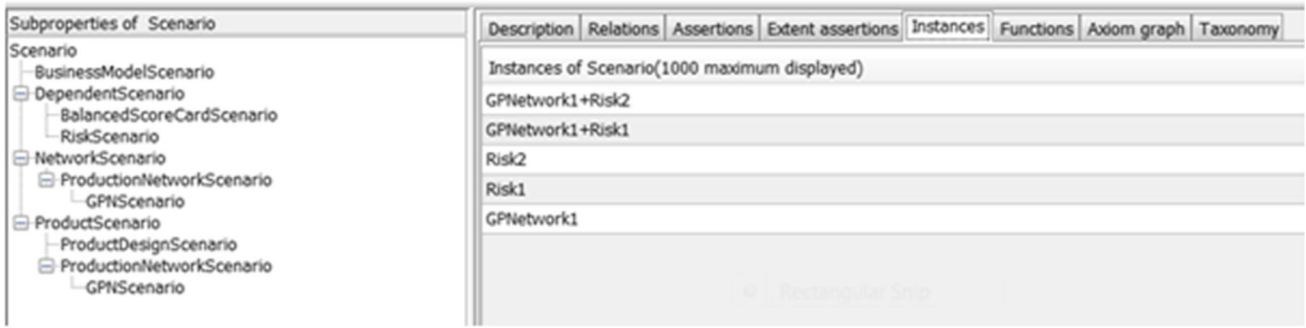 Subproperties of Scenario
Scenario
BusinessModelScenario
DependentScenario
BalancedScoreCardScenario
RiskScenario
NetworkScenario
ProductionNetworkScenario
GPNScenario
ProductScenario
ProductDesignScenario
ProductionNetworkScenario
GPNScenario
Description Relations Assertions Extent assertions Instances Functions Axiom graph Taxonomy
Instances of Scenario(1000 maximum displayed)
GPNetwork1+Risk2
GPNetwork1+Risk1
Risk2
Risk1
GPNetwork1
Rectangular Snip